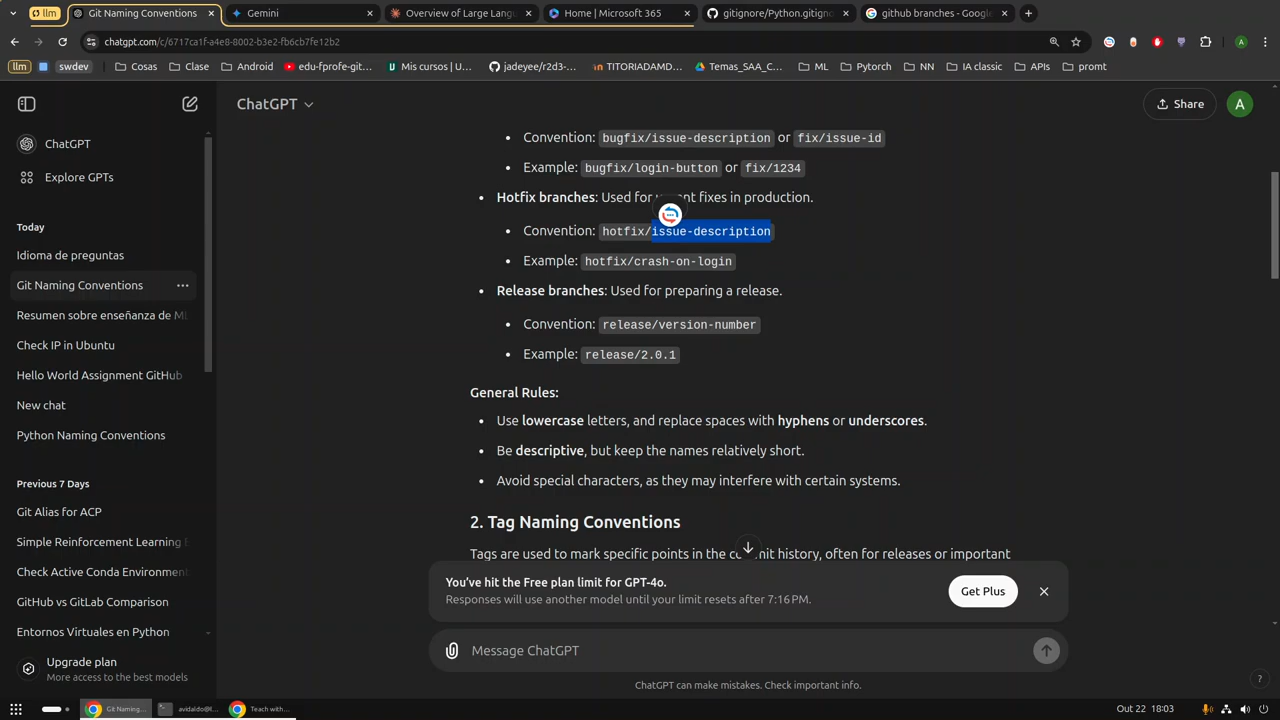 llm
Git Naming Conventions
Gemini
Overview of Large Langu
Home | Microsoft 365
gitignore/Python.gitigno
github branches - Google
chatgpt.com/c/6717ca1f-a4e8-8002-b3e2-fb6cb7fe12b2
A
llm
swdev
Cosas
Clase
Android
edu-fprofe-git...
Mis cursos | U...
jadeyee/r2d3-...
TITORIADAMD...
Temas_SAA_C...
ML
Pytorch
NN
IA classic
APIs
promt
ChatGPT
Share
A
ChatGPT
Explore GPTs
Today
Idioma de preguntas
Git Naming Conventions
Resumen sobre enseñanza de Mi
Check IP in Ubuntu
Hello World Assignment GitHub
New chat
Python Naming Conventions
Previous 7 Days
Git Alias for ACP
Simple Reinforcement Learning E
Check Active Conda Environment
GitHub vs GitLab Comparison
Entornos Virtuales en Python
Upgrade plan
More access to the best models
Convention: bugfix/issue-description or fix/issue-id
Example: bugfix/login-button or fix/1234
Hotfix branches: Used for fixes in production.
Convention: hotfix/issue-description
Example: hotfix/crash-on-login
Release branches: Used for preparing a release.
Convention: release/version-number
Example: release/2.0.1
General Rules:
Use lowercase letters, and replace spaces with hyphens or underscores.
Be descriptive, but keep the names relatively short.
Avoid special characters, as they may interfere with certain systems.
2. Tag Naming Conventions
Tags are used to mark specific points in the history, often for releases or important
You've hit the Free plan limit for GPT-4o.
Responses will use another model until your limit resets after 7:16 PM.
Get Plus
Message ChatGPT
ChatGPT can make mistakes. Check important info.
?
Git Naming...
avidaldo@l...
Teach with...
Out 22 18:03